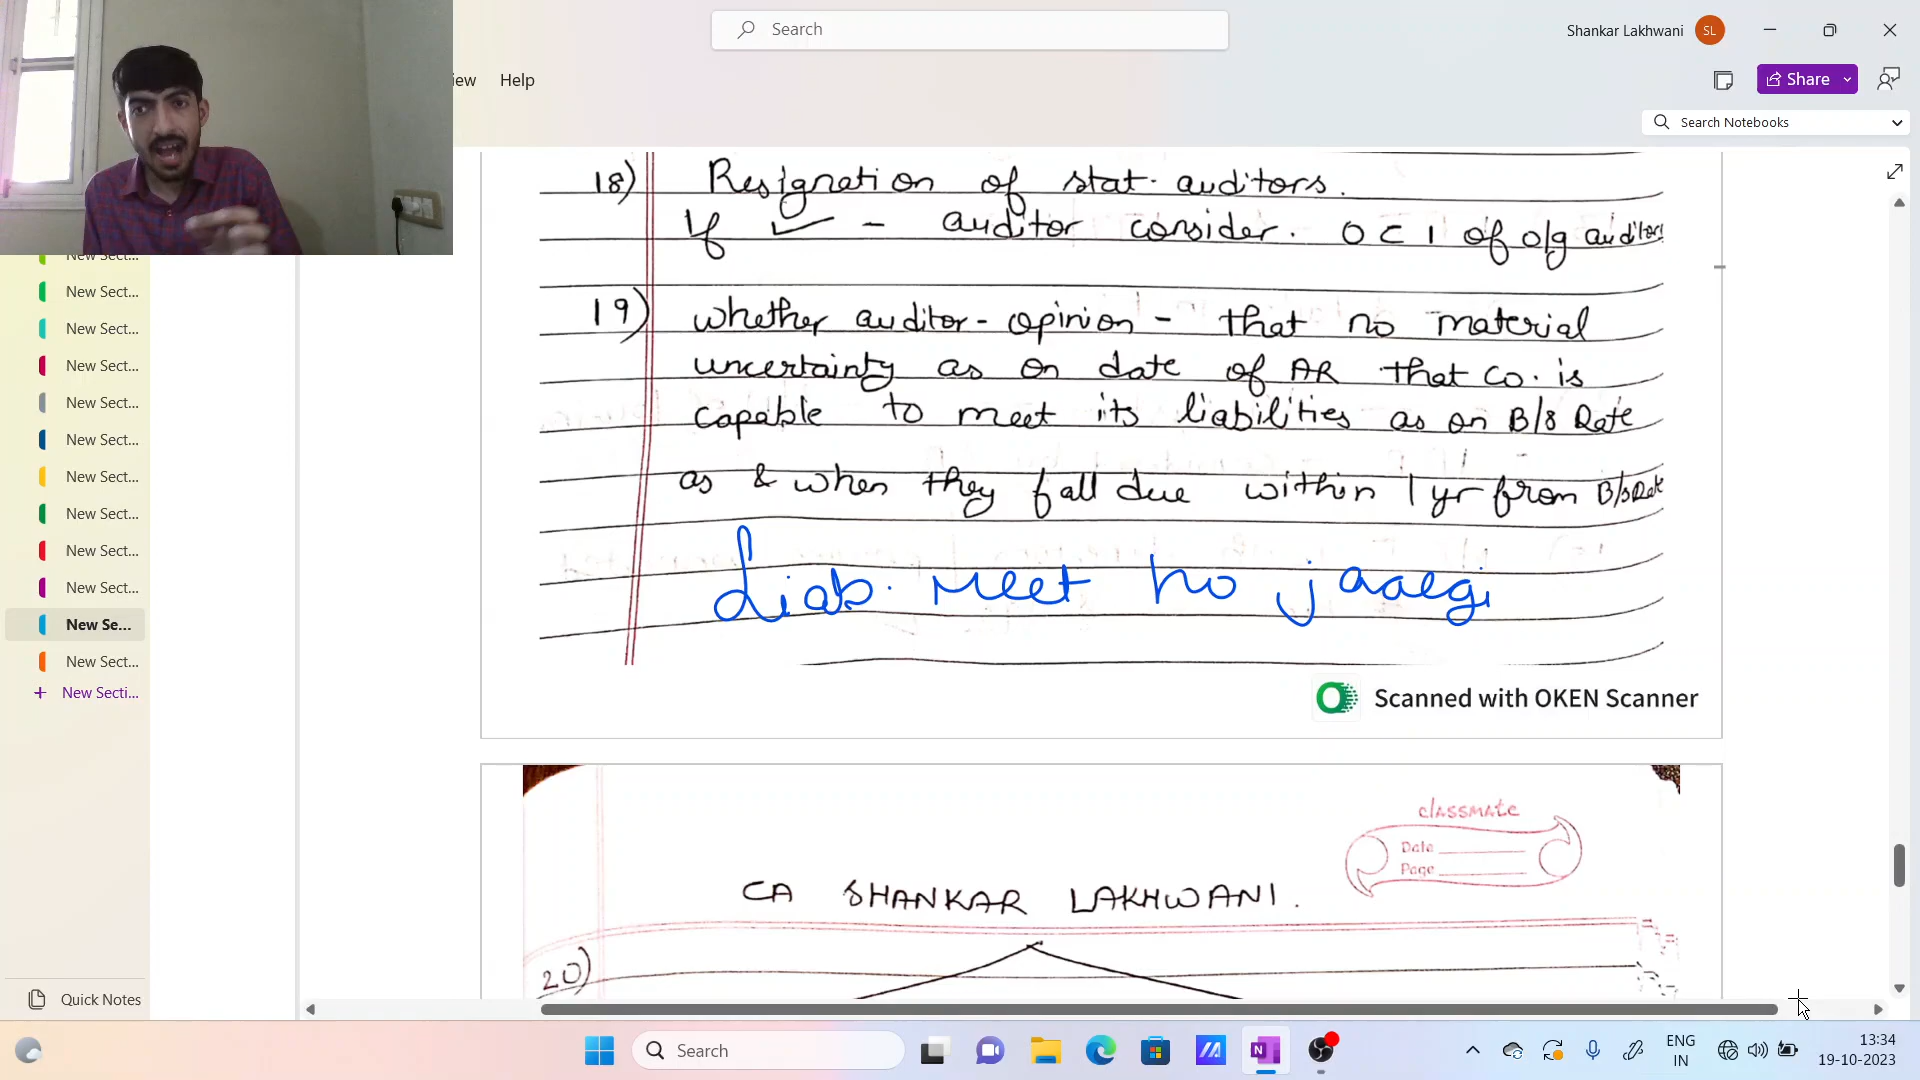 Search
Shankar Lakhwani
SL
iew Help
Share
Search Notebooks
18) Resignation of stat. auditors.
If ✓ - auditor consider. O C I of o/g auditors
19) Whether auditor - opinion - that no material
uncertainty as on date of AR that co. is
capable to meet its liabilities as on B/S Date
as & when they fall due within 1 yr from B/S Date
Liab. Meet ho jaaegi
Scanned with OKEN Scanner
classmate
Date
Page
CA SHANKAR LAKHWANI.
20)
New Sect...
New Sect...
New Sect...
New Sect...
New Sect...
New Sect...
New Sect...
New Sect...
New Sect...
New Sect...
New Se...
New Sect...
+ New Secti...
Quick Notes
Search
ENG
IN
13:34
19-10-2023